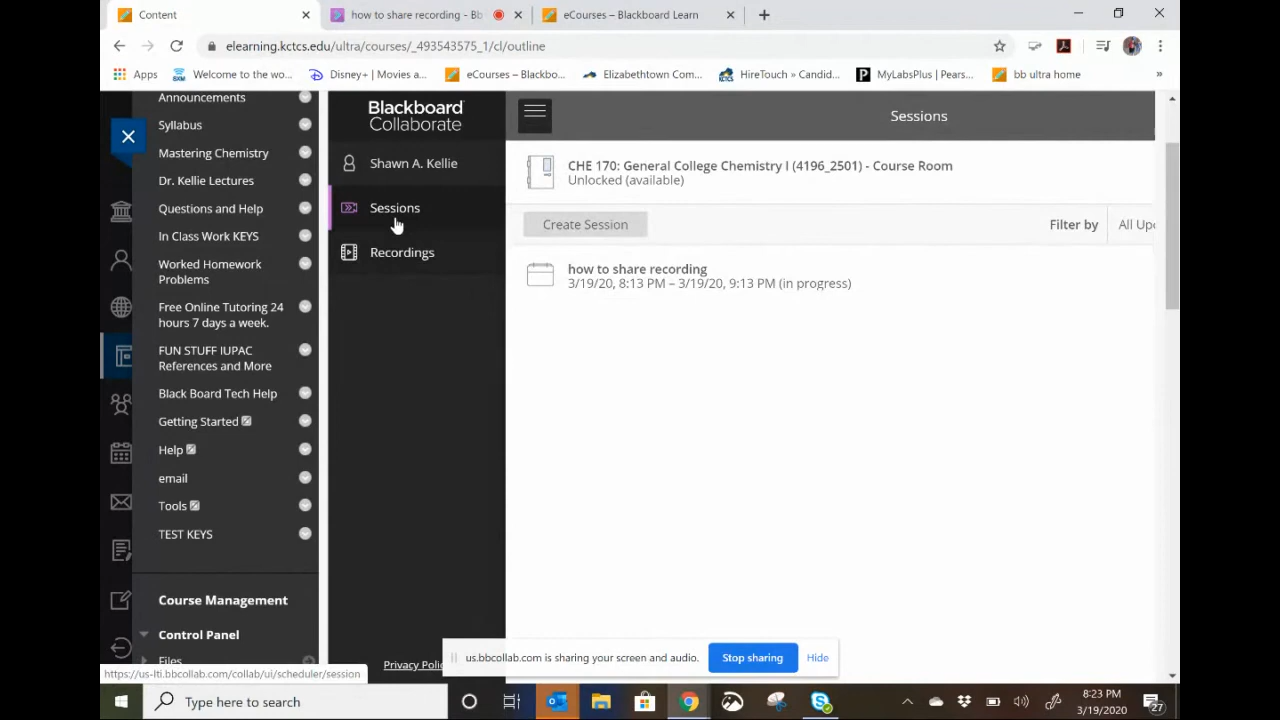 Content
how to share recording - Bb
eCourses – Blackboard Learn
elearning.kctcs.edu/ultra/courses/_493543575_1/cl/outline
Apps
Welcome to the wo...
Disney+ | Movies a...
eCourses – Blackbo...
Elizabethtown Com...
HireTouch » Candid...
MyLabsPlus | Pears...
bb ultra home
»
Announcements
Syllabus
Mastering Chemistry
Dr. Kellie Lectures
Questions and Help
In Class Work KEYS
Worked Homework
Problems
Free Online Tutoring 24
hours 7 days a week.
FUN STUFF IUPAC
References and More
Black Board Tech Help
Getting Started
Help
email
Tools
TEST KEYS
Course Management
Control Panel
Files
Blackboard
Collaborate
Shawn A. Kellie
Sessions
Recordings
Privacy Polic
Sessions
CHE 170: General College Chemistry I (4196_2501) - Course Room
Unlocked (available)
Create Session
Filter by
All Upc
how to share recording
3/19/20, 8:13 PM – 3/19/20, 9:13 PM (in progress)
us.bbcollab.com is sharing your screen and audio.
Stop sharing
Hide
https://us-lti.bbcollab.com/collab/ui/scheduler/session
Type here to search
8:23 PM
3/19/2020
27